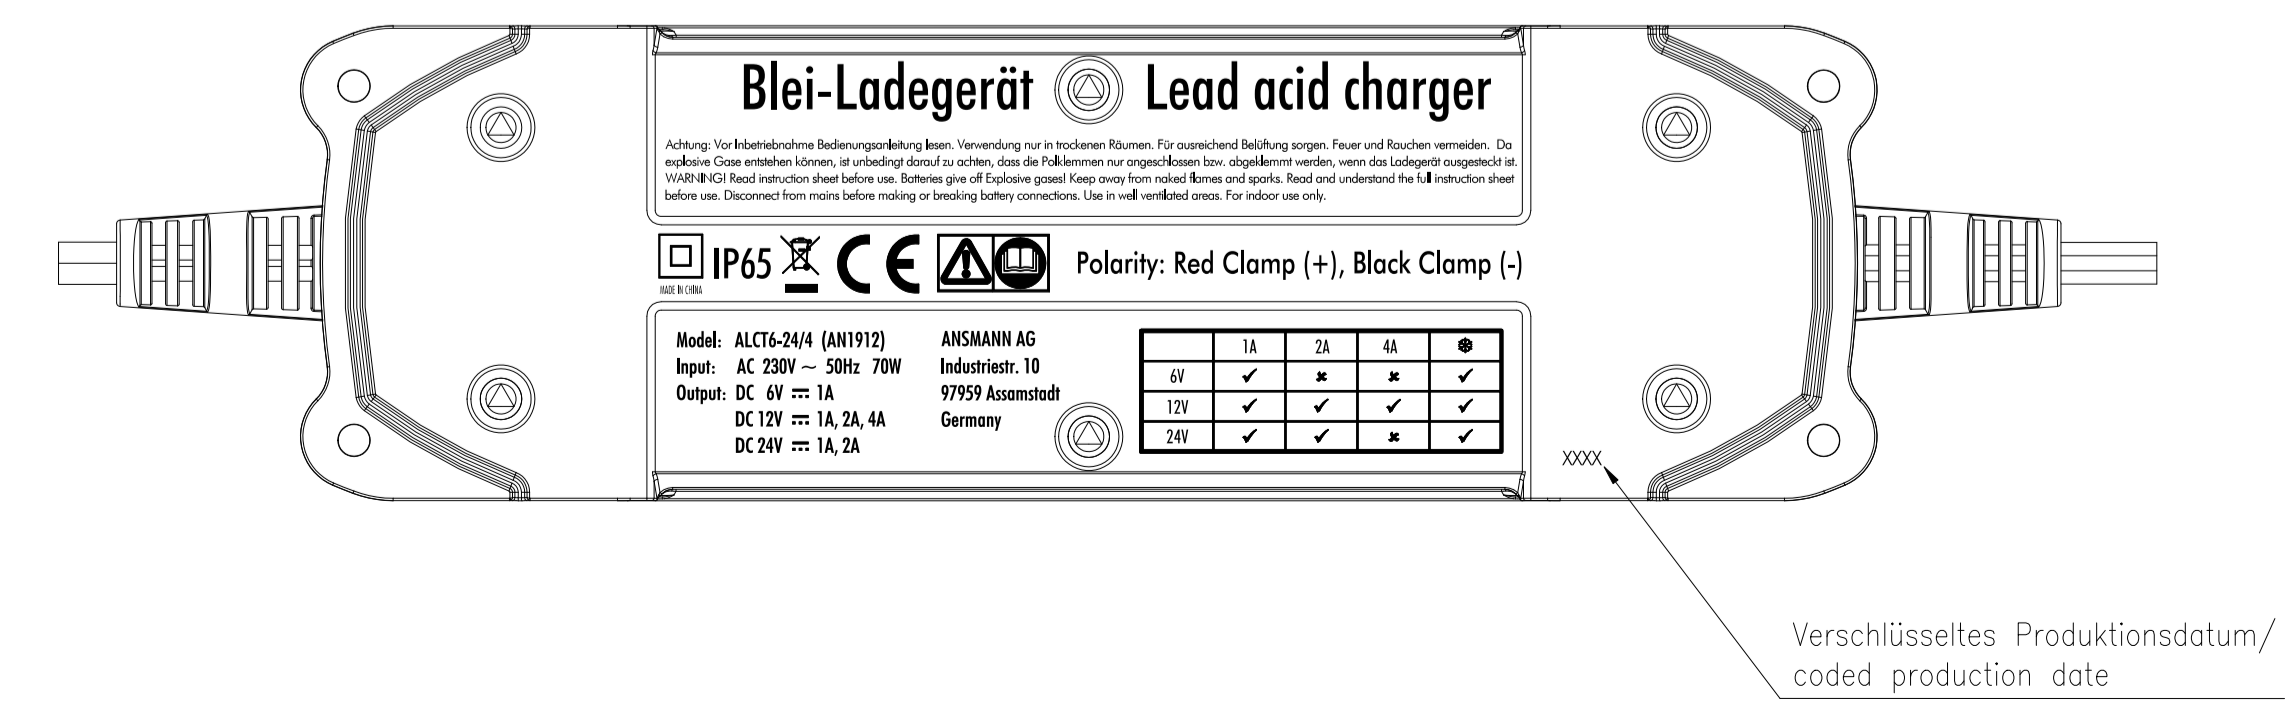 Blei-Ladegerät Lead acid charger
Achtung: Vor Inbetriebnahme Bedienungsanleitung lesen. Verwendung nur in trockenen Räumen. Für ausreichend Belüftung sorgen. Feuer und Rauchen vermeiden. Da
explosive Gase entstehen können, ist unbedingt darauf zu achten, dass die Polklemmen nur angeschlossen bzw. abgeklemmt werden, wenn das Ladegerät ausgesteckt ist.
WARNING! Read instruction sheet before use. Batteries give off Explosive gases! Keep away from naked flames and sparks. Read and understand the full instruction sheet
before use. Disconnect from mains before making or breaking battery connections. Use in well ventilated areas. For indoor use only.
IP65 CE Polarity: Red Clamp (+), Black Clamp (-)
MADE IN CHINA
Model: ALCT6-24/4 (AN1912)
Input: AC 230V ~ 50Hz 70W
Output: DC 6V ⎓ 1A
DC 12V ⎓ 1A, 2A, 4A
DC 24V ⎓ 1A, 2A
ANSMANN AG
Industriestr. 10
97959 Assamstadt
Germany
1A 2A 4A ❄
6V ✓ ✗ ✗ ✓
12V ✓ ✓ ✓ ✓
24V ✓ ✓ ✗ ✓
XXXX
Verschlüsseltes Produktionsdatum/
coded production date